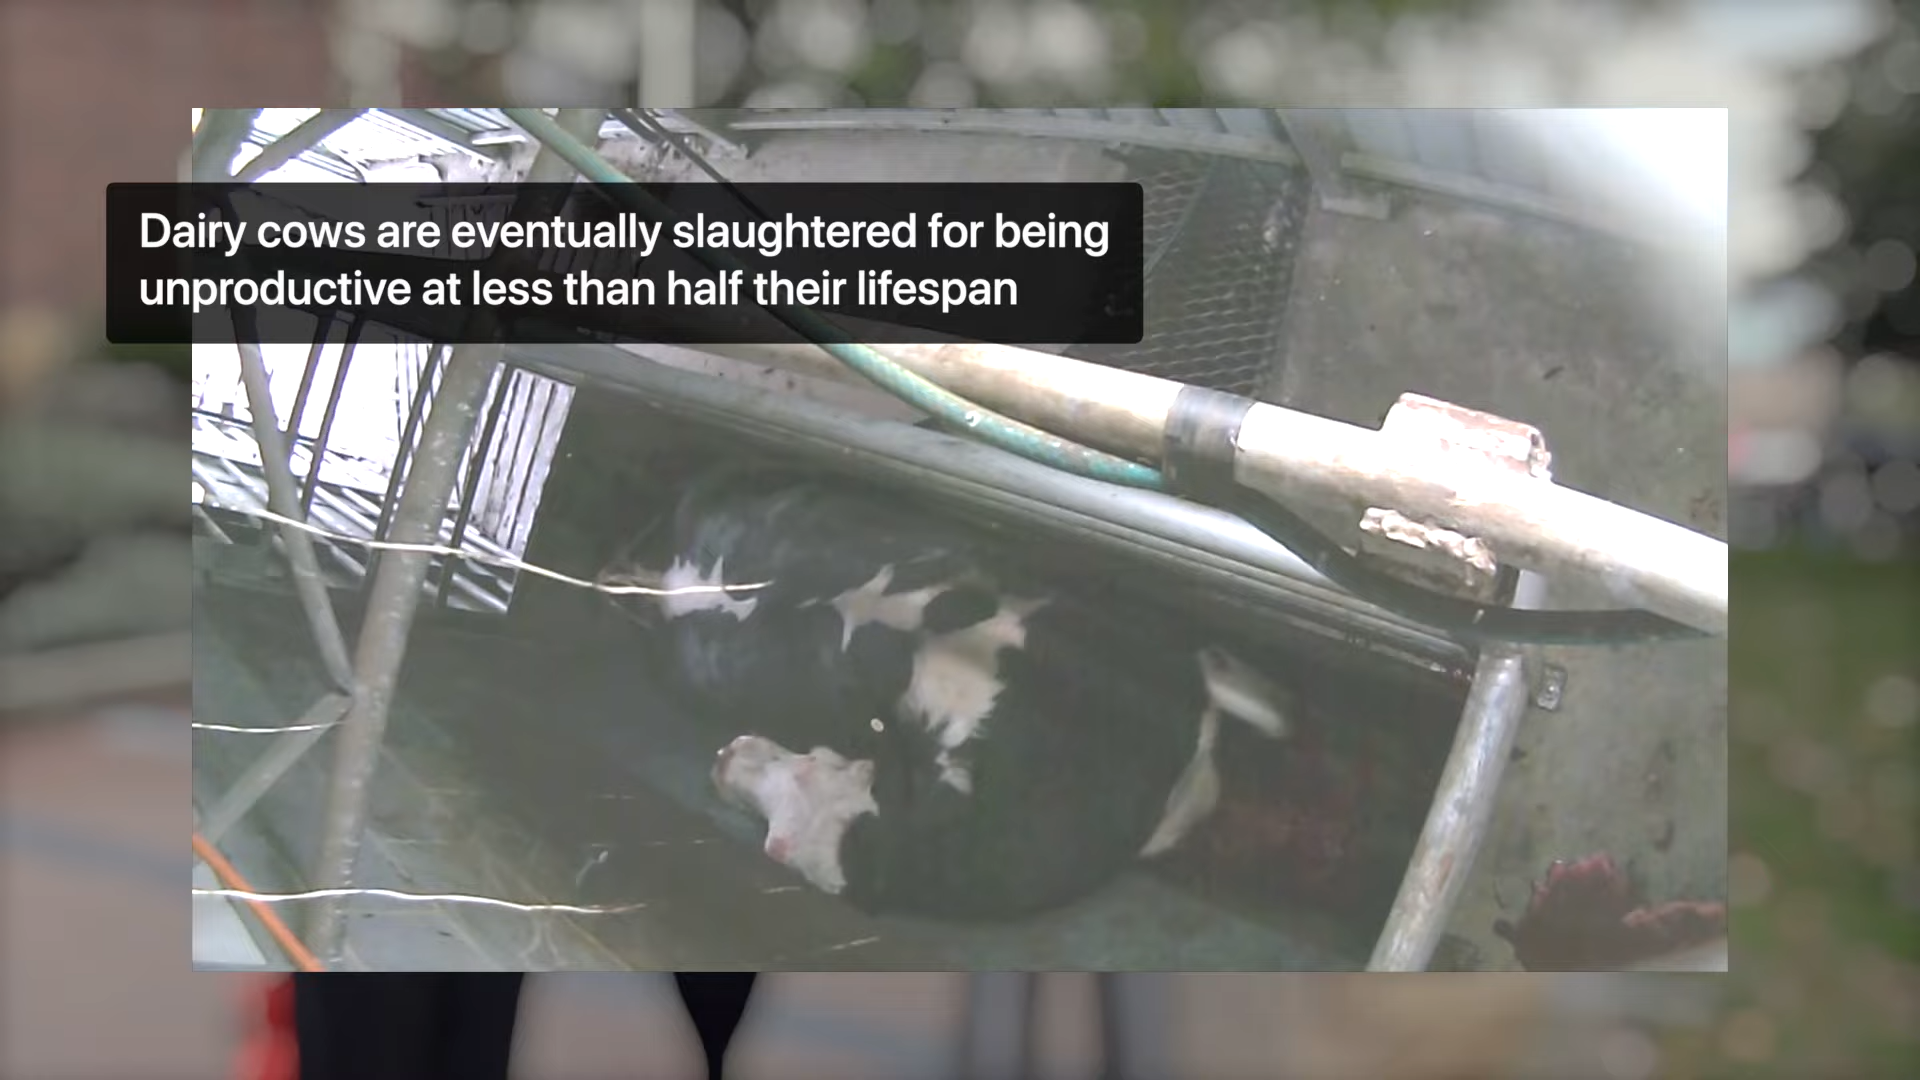 Dairy cows are eventually slaughtered for being
unproductive at less than half their lifespan